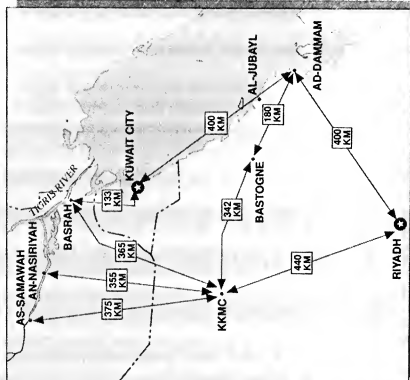 AS-SAMAWAH
AN-NASIRIYAH
TIGRIS RIVER
BASRAH
375
KM
355
KM
365
KM
133
KM
KUWAIT CITY
400
KM
KKMC
342
KM
BASTOGNE
AL-JUBAYL
180
KM
AD-DAMMAM
440
KM
400
KM
RIYADH